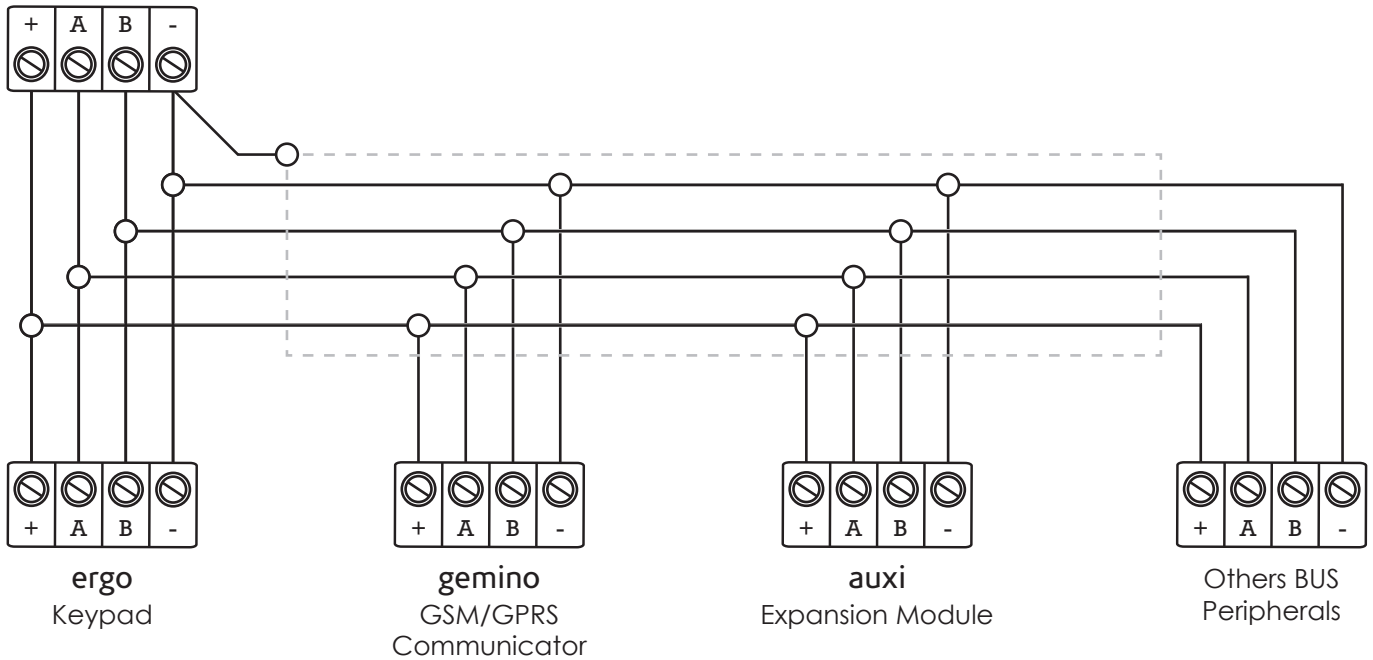 + A B -
+ A B -
+ A B -
+ A B -
+ A B -
ergo
Keypad
gemino
GSM/GPRS
Communicator
auxi
Expansion Module
Others BUS
Peripherals